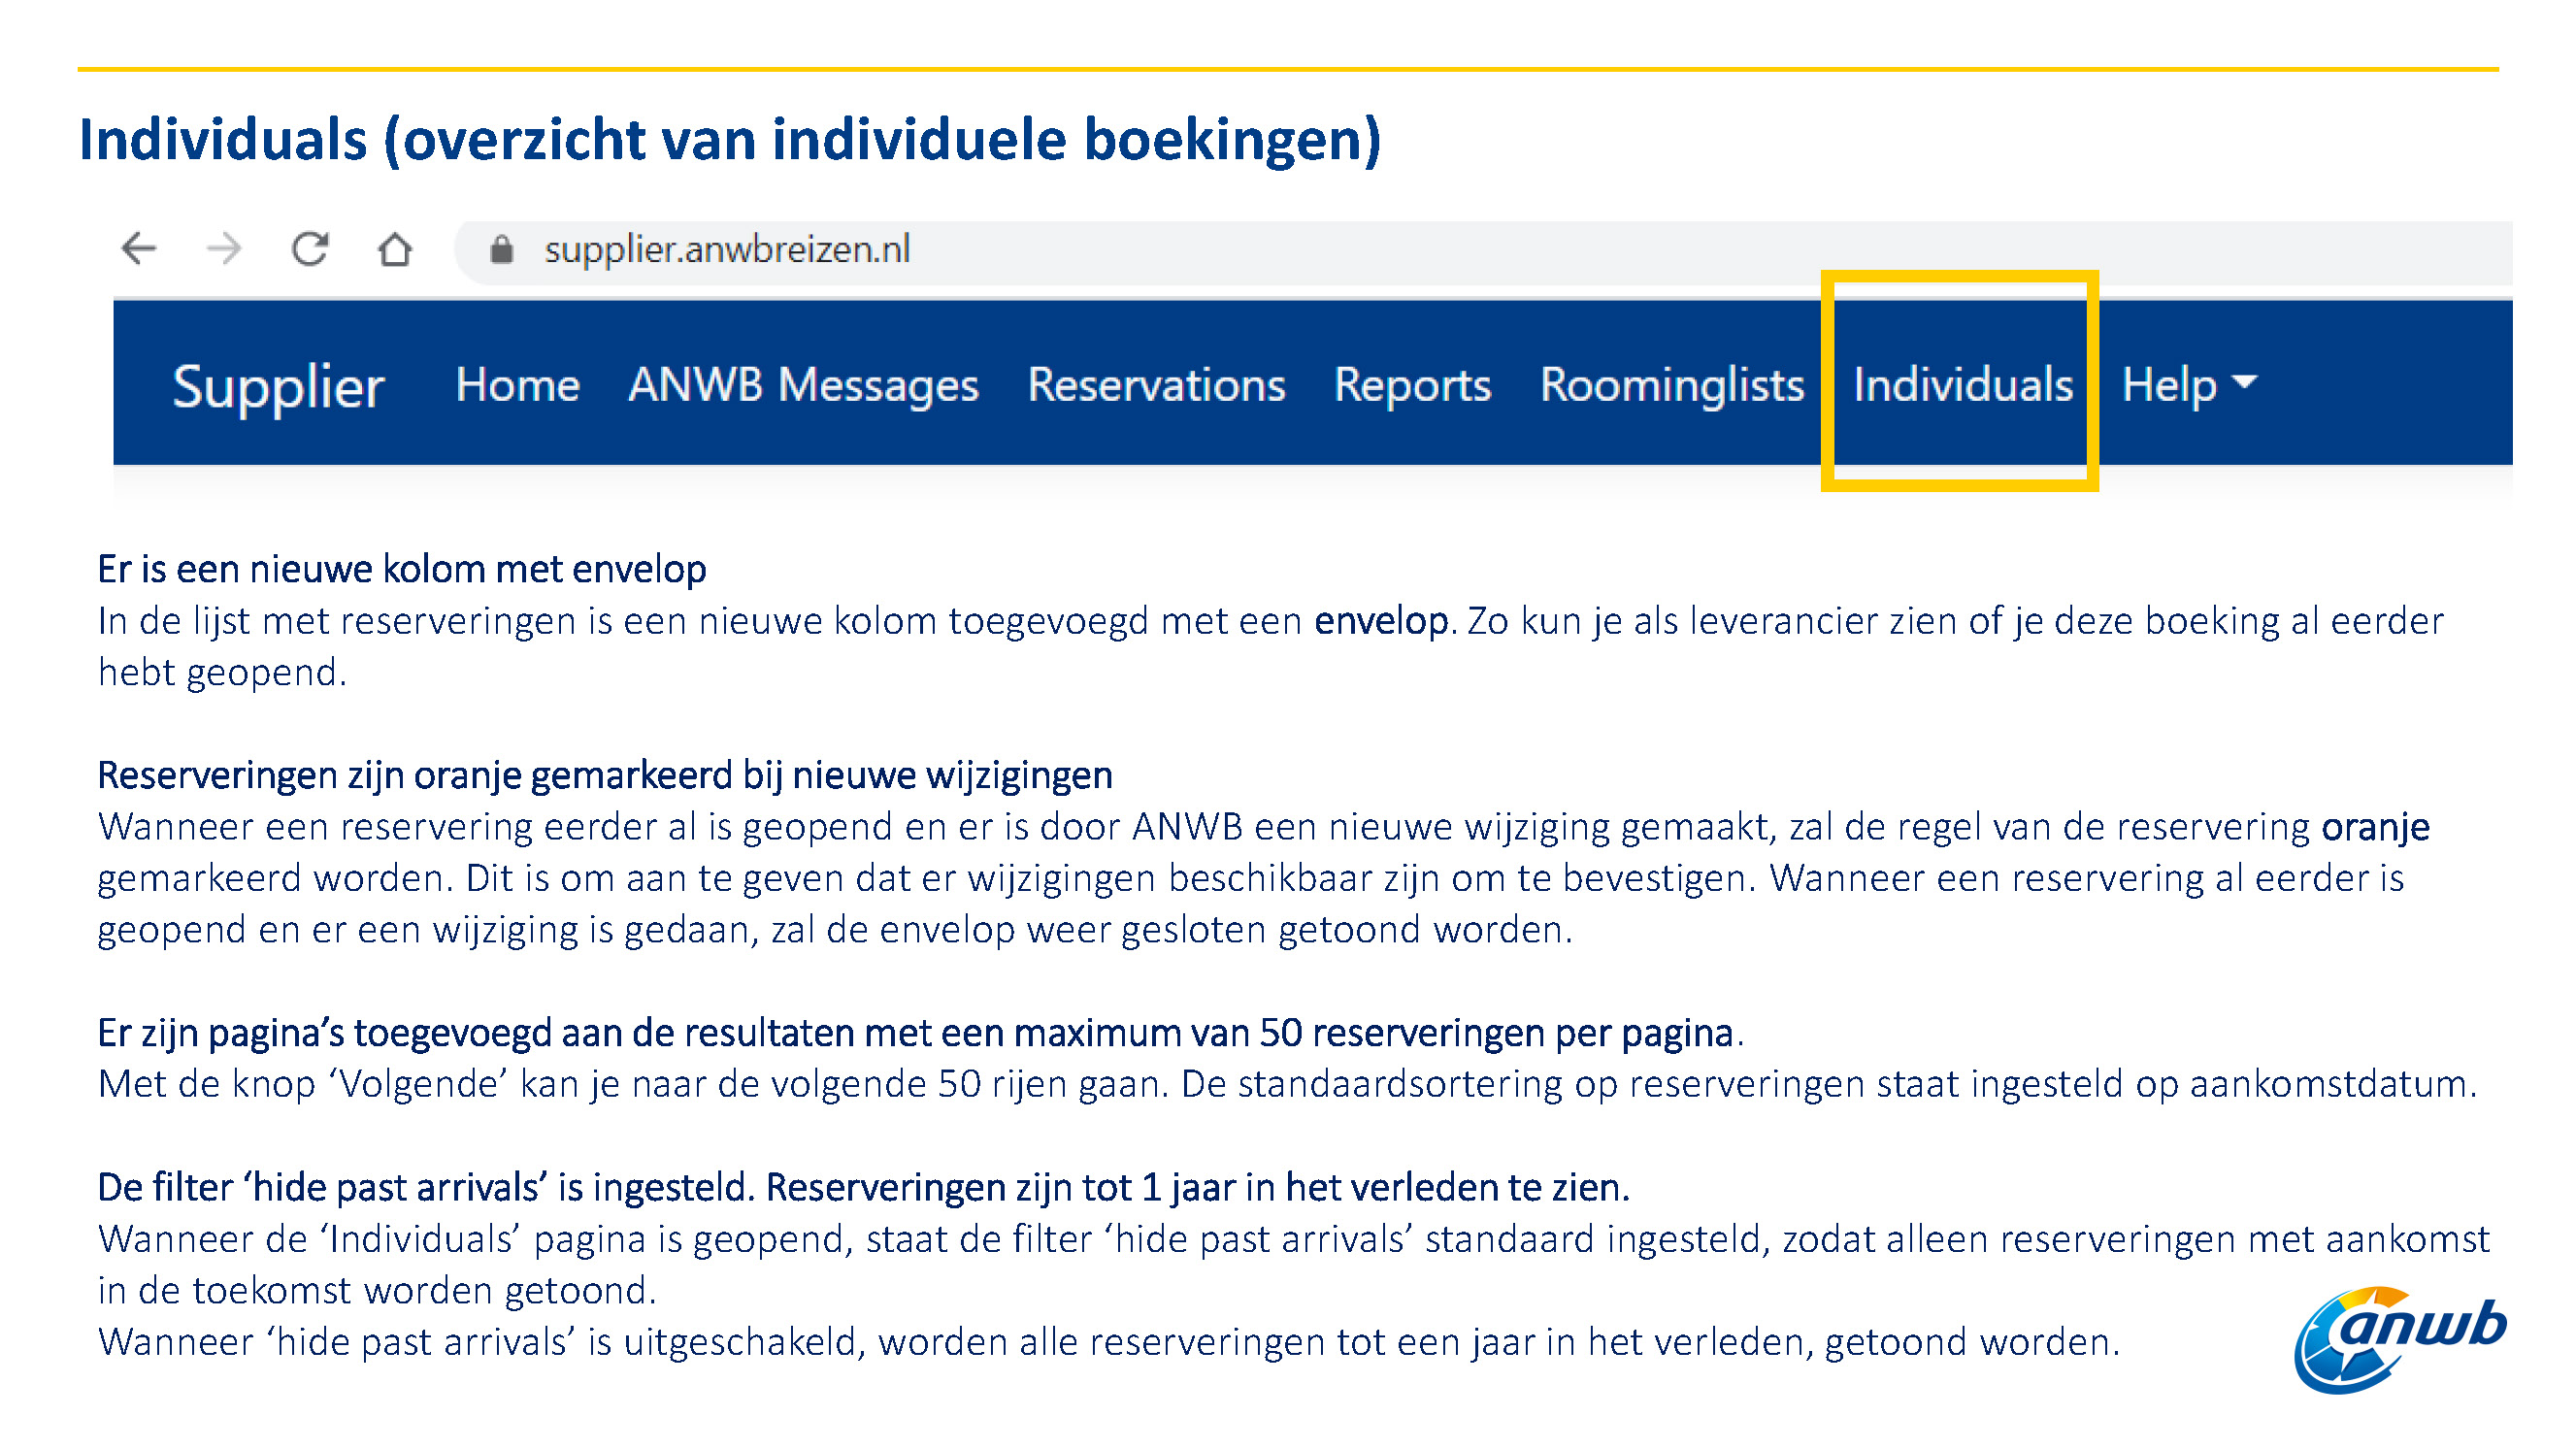 Individuals (overzicht van individuele boekingen)
supplier.anwbreizen.nl
Supplier Home ANWB Messages Reservations Reports Roominglists Individuals Help
Er is een nieuwe kolom met envelop
In de lijst met reserveringen is een nieuwe kolom toegevoegd met een envelop. Zo kun je als leverancier zien of je deze boeking al eerder
hebt geopend.
Reserveringen zijn oranje gemarkeerd bij nieuwe wijzigingen
Wanneer een reservering eerder al is geopend en er is door ANWB een nieuwe wijziging gemaakt, zal de regel van de reservering oranje
gemarkeerd worden. Dit is om aan te geven dat er wijzigingen beschikbaar zijn om te bevestigen. Wanneer een reservering al eerder is
geopend en er een wijziging is gedaan, zal de envelop weer gesloten getoond worden.
Er zijn pagina’s toegevoegd aan de resultaten met een maximum van 50 reserveringen per pagina.
Met de knop ‘Volgende’ kan je naar de volgende 50 rijen gaan. De standaardsortering op reserveringen staat ingesteld op aankomstdatum.
De filter ‘hide past arrivals’ is ingesteld. Reserveringen zijn tot 1 jaar in het verleden te zien.
Wanneer de ‘Individuals’ pagina is geopend, staat de filter ‘hide past arrivals’ standaard ingesteld, zodat alleen reserveringen met aankomst
in de toekomst worden getoond.
Wanneer ‘hide past arrivals’ is uitgeschakeld, worden alle reserveringen tot een jaar in het verleden, getoond worden.
anwb